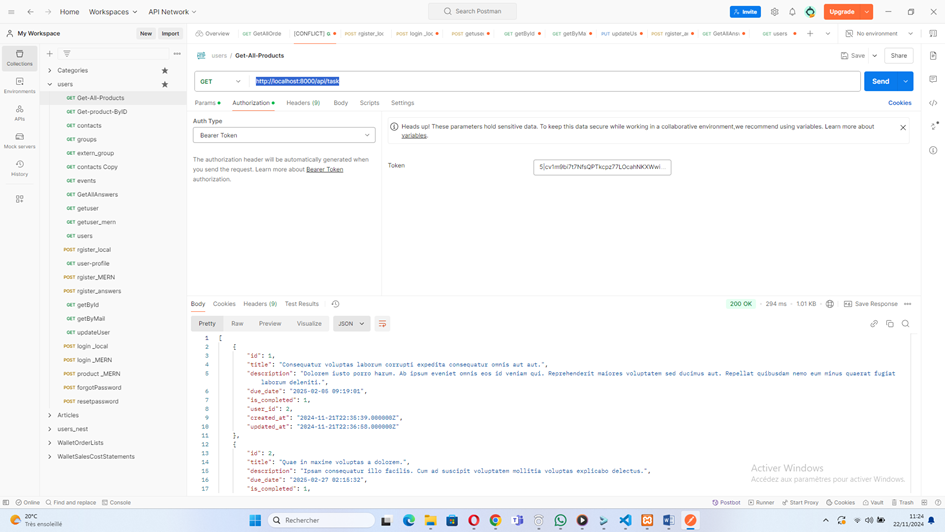 Home Workspaces API Network Search Postman Invite Upgrade
My Workspace New Import Overview GET GetAllOroe [CONFLICT] G POST rgister_loc POST login _loc POST getuse GET getById GET getByMe PUT updateUs GET GetAllAns POST rgister_ar GET users No environment
Collections
Environments
APIs
Mock servers
History
Categories
users
GET Get-All-Products
GET Get-product-ByID
GET contacts
GET groups
GET extern_group
GET contacts Copy
GET events
GET GetAllAnswers
GET getuser
GET getuser_mern
GET users
POST rgister_local
GET user-profile
POST rgister_MERN
POST rgister_answers
GET getById
GET getByMail
GET updateUser
POST login _local
POST login _MERN
POST product _MERN
POST forgotPassword
POST resetpassword
Articles
users_nest
WalletOrderLists
WalletSalesCostStatements
users / Get-All-Products Save Share
GET http://localhost:8000/api/task Send
Params Authorization Headers (9) Body Scripts Settings Cookies
Auth Type
Bearer Token
The authorization header will be automatically generated when
you send the request. Learn more about Bearer Token
authorization.
Heads up! These parameters hold sensitive data. To keep this data secure while working in a collaborative environment,we recommend using variables. Learn more about
variables.
Token
Body Cookies Headers (9) Test Results 200 OK 294 ms 1.01 KB Save Response
Pretty Raw Preview Visualize JSON
1 [
2 {
3 "id": 1,
4 "title": "Consequatur voluptas laborum corrupti expedita consequatur omnis aut aut.",
5 "description": "Dolorem iusto porro harum. Ab ipsum eveniet omnis eos id veniam qui. Reprehenderit maiores voluptatem sed ducimus aut. Repellat quibusdam nemo eum minus quaerat fugiat
laborum deleniti.",
6 "due_date": "2025-02-05 09:19:01",
7 "is_completed": 1,
8 "user_id": 2,
9 "created_at": "2024-11-21T22:35:39.000000Z",
10 "updated_at": "2024-11-21T22:36:58.000000Z"
11 },
12 {
13 "id": 2,
14 "title": "Quae in maxime voluptas a dolorem.",
15 "description": "Ipsam consequatur illo facilis. Cum ad suscipit voluptatem mollitia voluptas explicabo delectus.",
16 "due_date": "2025-02-27 02:15:32",
17 "is_completed": 1,
Activer Windows
Accédez aux paramètres pour activer Windows.
Online Find and replace Console Postbot Runner Start Proxy Cookies Vault Trash
20°C
Très ensoleillé
Rechercher
11:24
22/11/2024